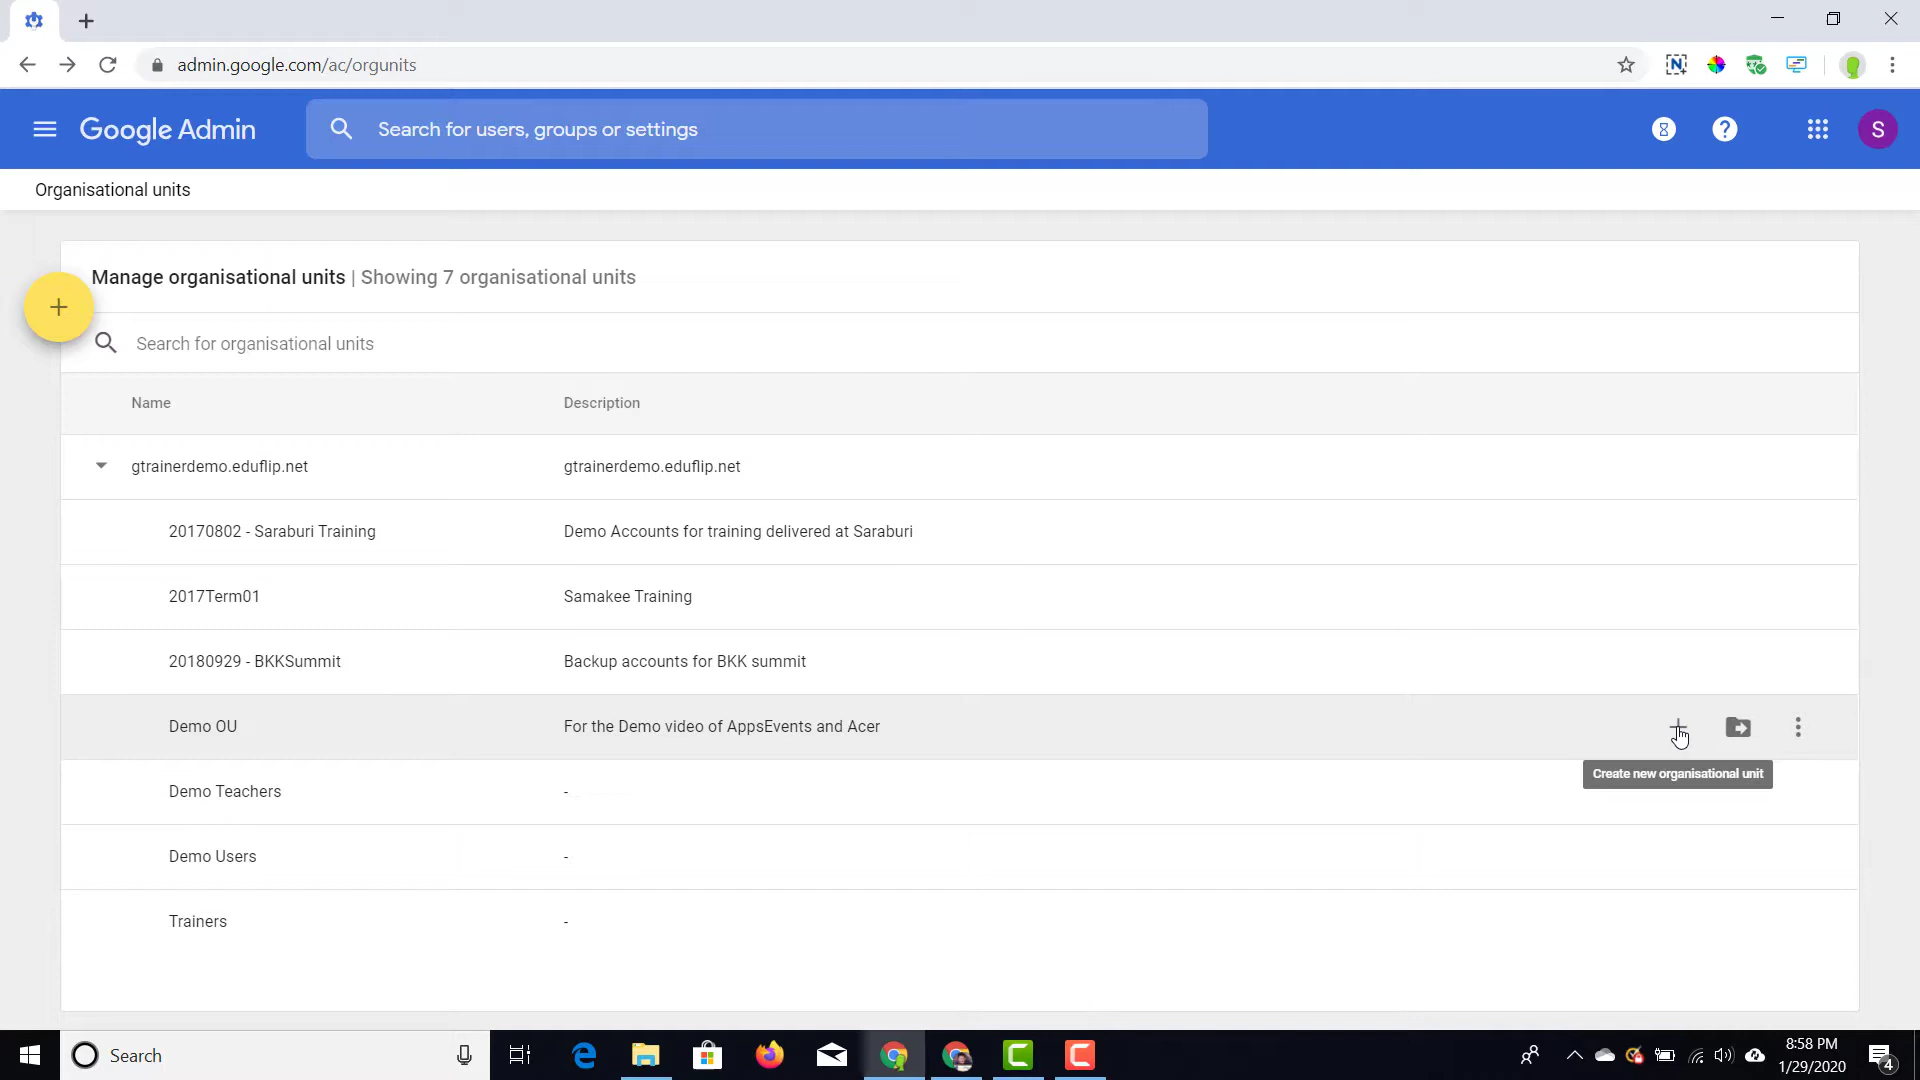 admin.google.com/ac/orgunits
Google Admin
Search for users, groups or settings
S
Organisational units
Manage organisational units | Showing 7 organisational units
Search for organisational units
Name Description
gtrainerdemo.eduflip.net gtrainerdemo.eduflip.net
20170802 - Saraburi Training Demo Accounts for training delivered at Saraburi
2017Term01 Samakee Training
20180929 - BKKSummit Backup accounts for BKK summit
Demo OU For the Demo video of AppsEvents and Acer
Create new organisational unit
Demo Teachers -
Demo Users -
Trainers -
Search
8:58 PM
1/29/2020
4